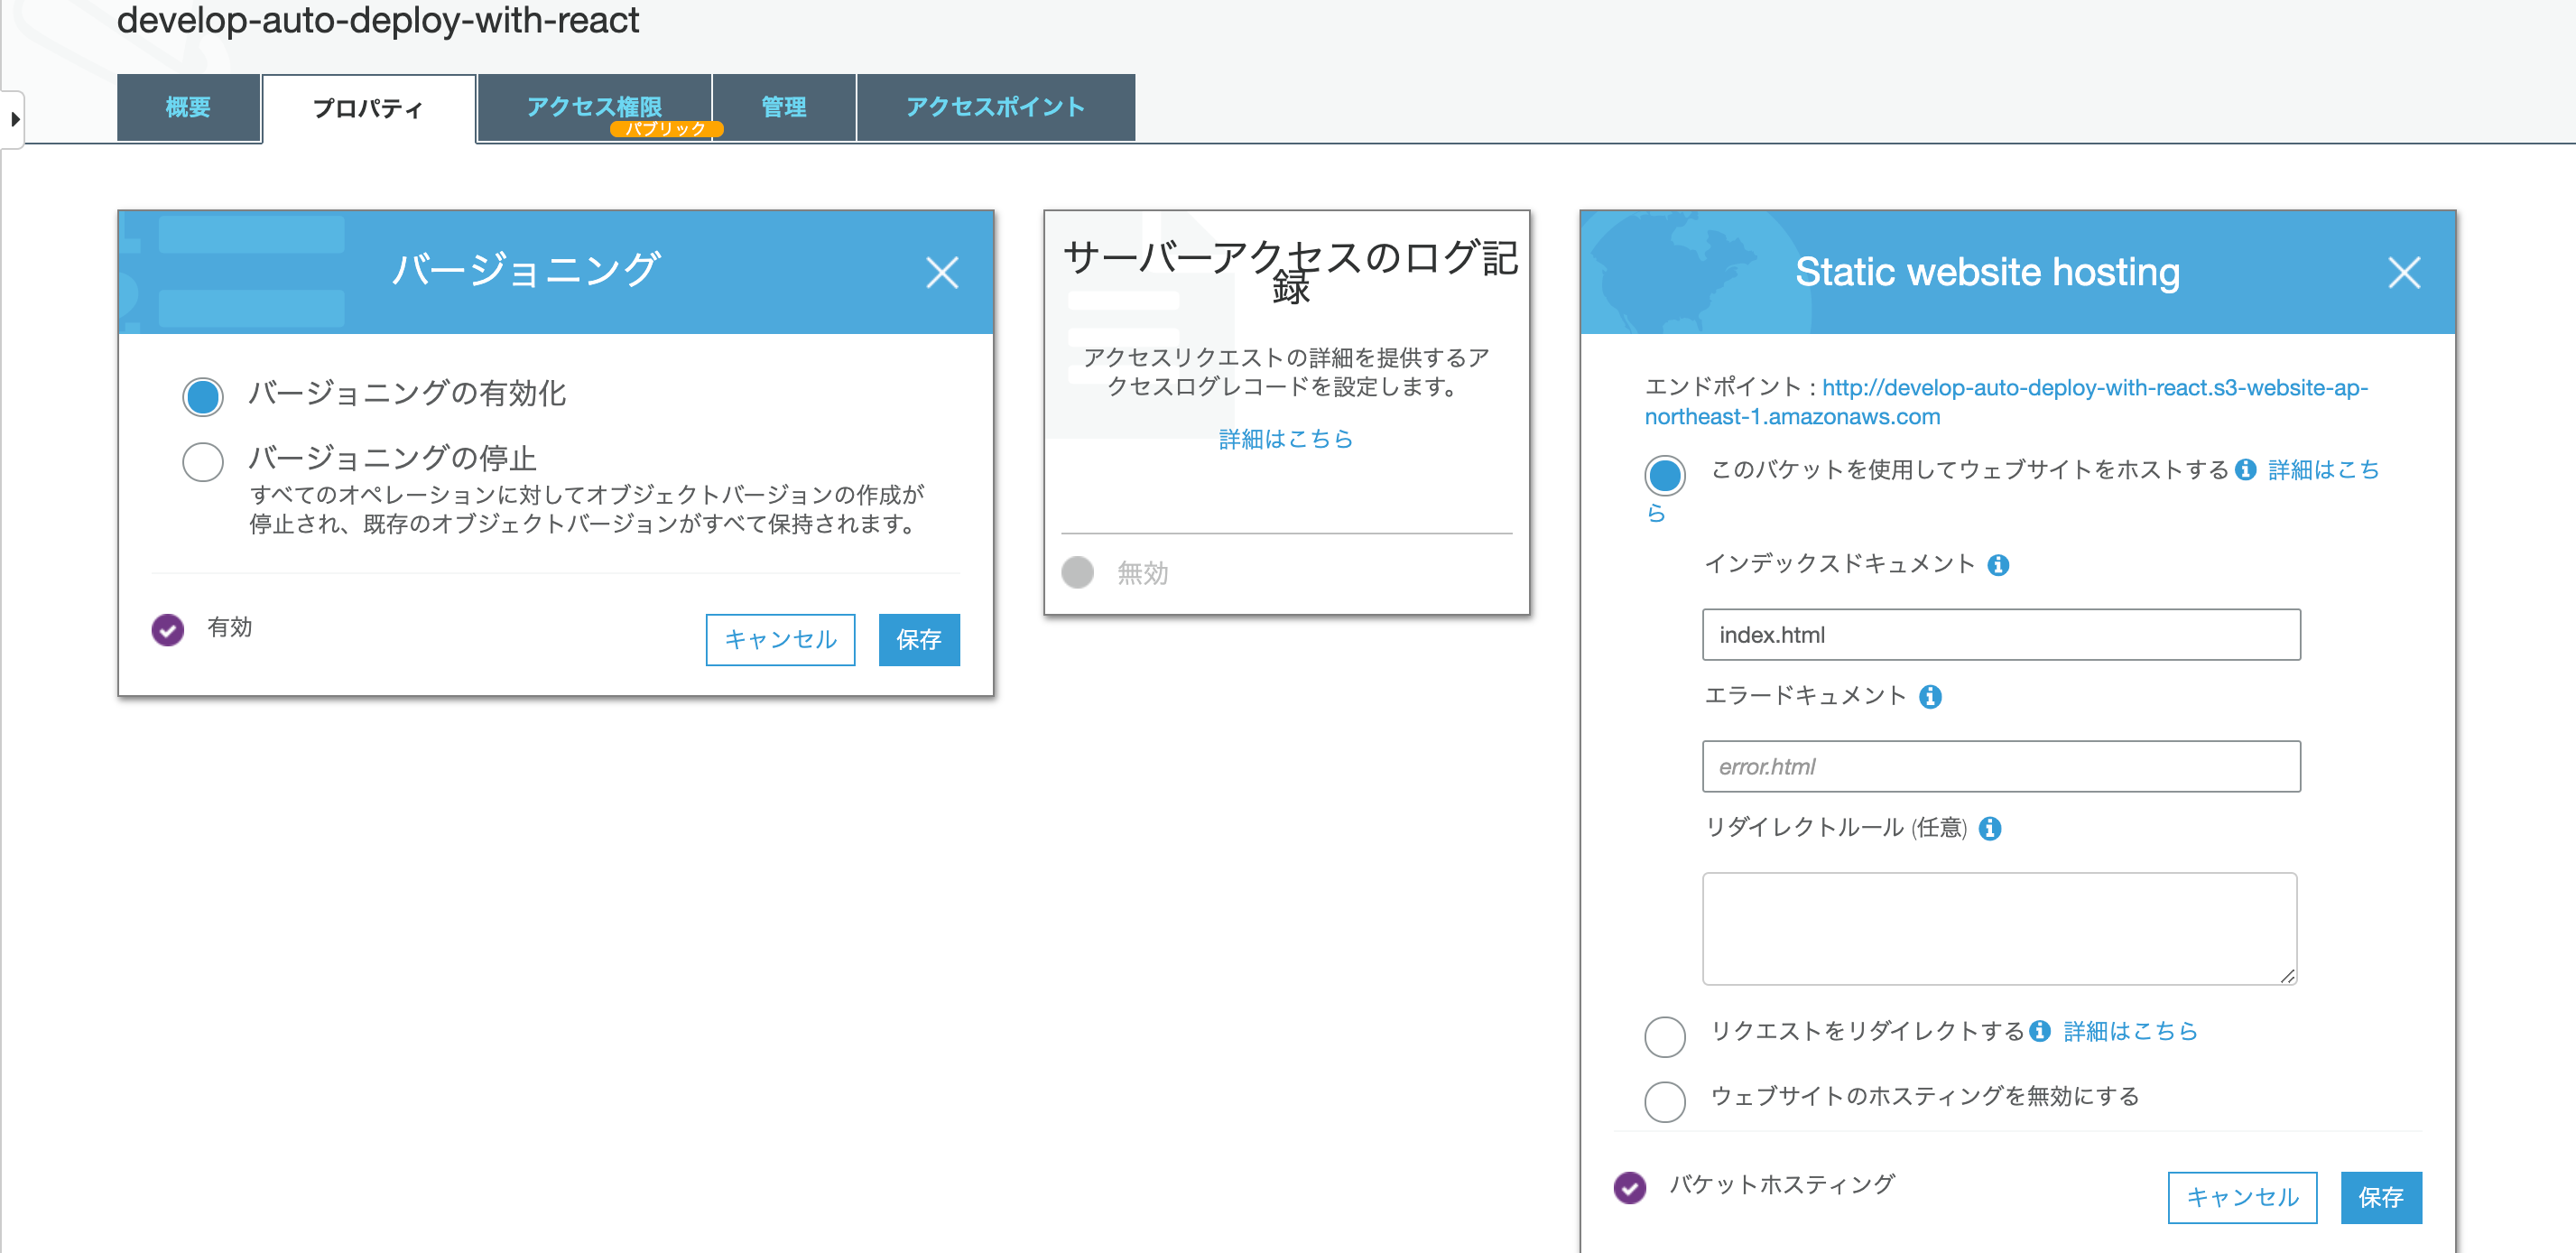 develop-auto-deploy-with-react
概要
プロパティ
アクセス権限
パブリック
管理
アクセスポイント
バージョニング
バージョニングの有効化
バージョニングの停止
すべてのオペレーションに対してオブジェクトバージョンの作成が
停止され、既存のオブジェクトバージョンがすべて保持されます。
有効
キャンセル
保存
サーバーアクセスのログ記
録
アクセスリクエストの詳細を提供するア
クセスログレコードを設定します。
詳細はこちら
無効
Static website hosting
エンドポイント : http://develop-auto-deploy-with-react.s3-website-ap-
northeast-1.amazonaws.com
このバケットを使用してウェブサイトをホストする 詳細はこち
ら
インデックスドキュメント
index.html
エラードキュメント
error.html
リダイレクトルール (任意)
リクエストをリダイレクトする 詳細はこちら
ウェブサイトのホスティングを無効にする
バケットホスティング
キャンセル
保存